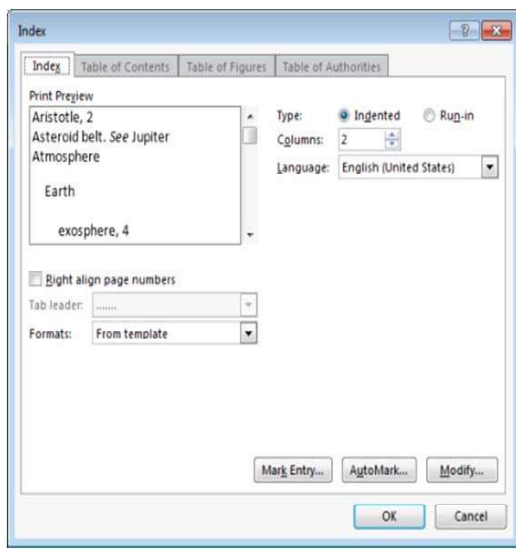 Index
Index Table of Contents Table of Figures Table of Authorities
Print Preview
Aristotle, 2
Asteroid belt. See Jupiter
Atmosphere
Earth
exosphere, 4
Type: Indented Run-in
Columns: 2
Language: English (United States)
Right align page numbers
Tab leader: .......
Formats: From template
Mark Entry... AutoMark... Modify...
OK Cancel